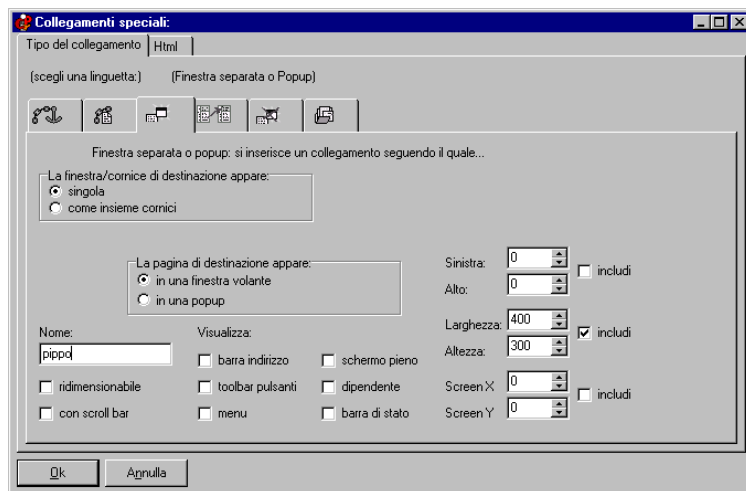 Collegamenti speciali:
Tipo del collegamento Html
(scegli una linguetta:) (Finestra separata o Popup)
Finestra separata o popup: si inserisce un collegamento seguendo il quale...
La finestra/cornice di destinazione appare:
singola
come insieme cornici
La pagina di destinazione appare:
in una finestra volante
in una popup
Sinistra: 0
includi
Alto: 0
Larghezza: 400
includi
Altezza: 300
Screen X 0
includi
Screen Y 0
Nome:
pippo
ridimensionabile
con scroll bar
Visualizza:
barra indirizzo schermo pieno
toolbar pulsanti dipendente
menu barra di stato
Ok Annulla